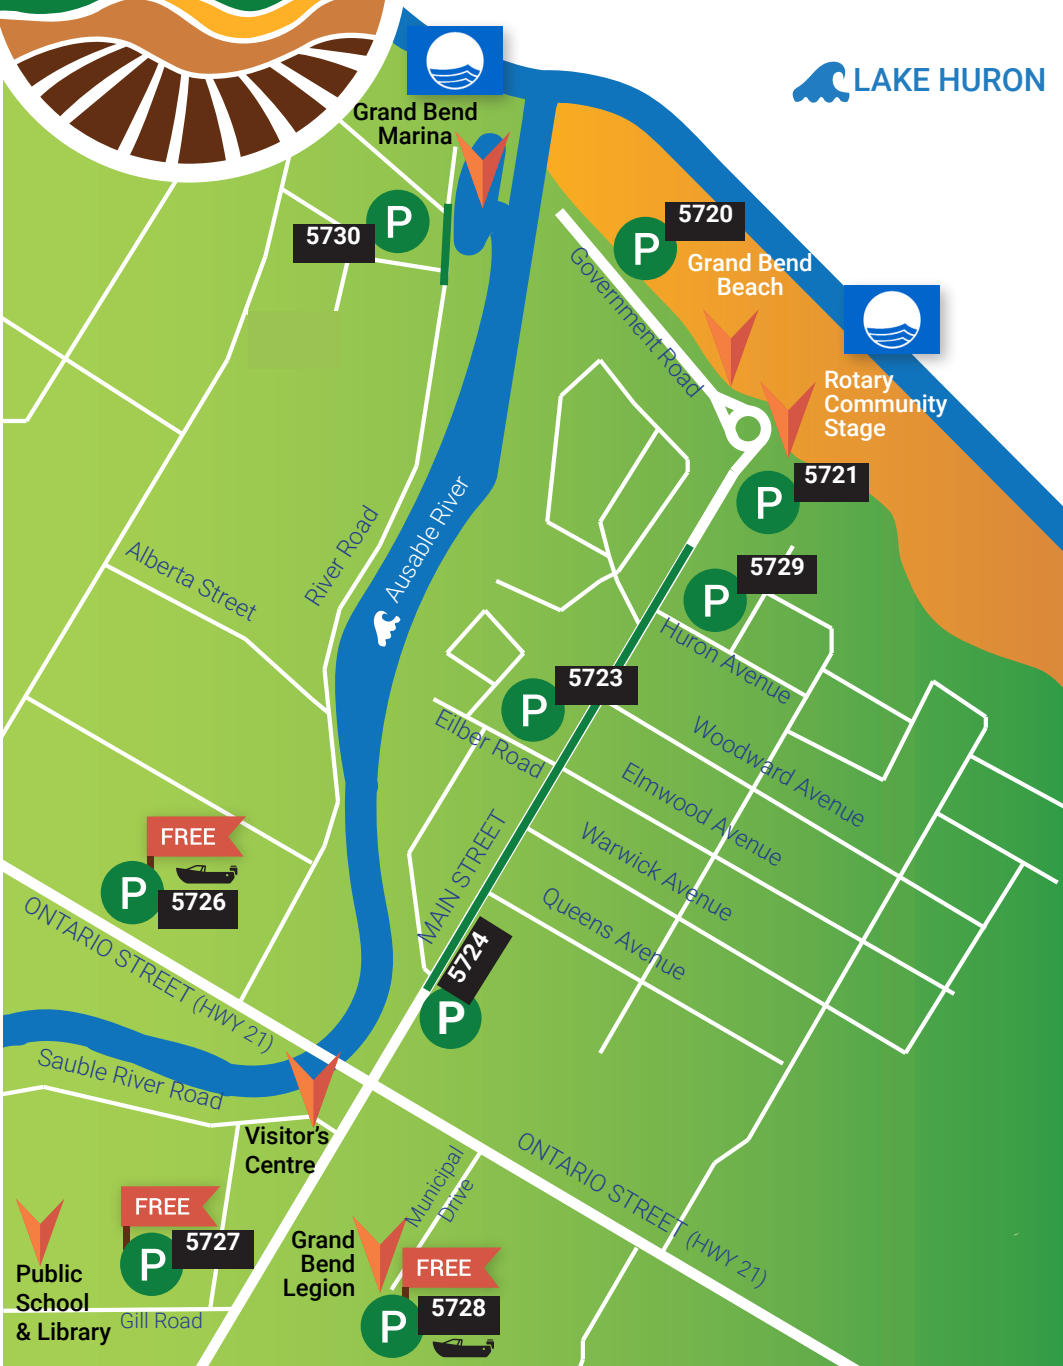 LAKE HURON
Grand Bend
Marina
P
5730
P
5720
Grand Bend
Beach
Government Road
Rotary
Community
Stage
P
5721
P
5729
Ausable River
River Road
Alberta Street
Huron Avenue
P
5723
Eilber Road
Woodward Avenue
Elmwood Avenue
Warwick Avenue
Queens Avenue
MAIN STREET
FREE
P
5726
5724
P
ONTARIO STREET (HWY 21)
Sauble River Road
Visitor's
Centre
Municipal
Drive
ONTARIO STREET (HWY 21)
FREE
P
5727
Public
School
& Library
Gill Road
Grand
Bend
Legion
FREE
P
5728